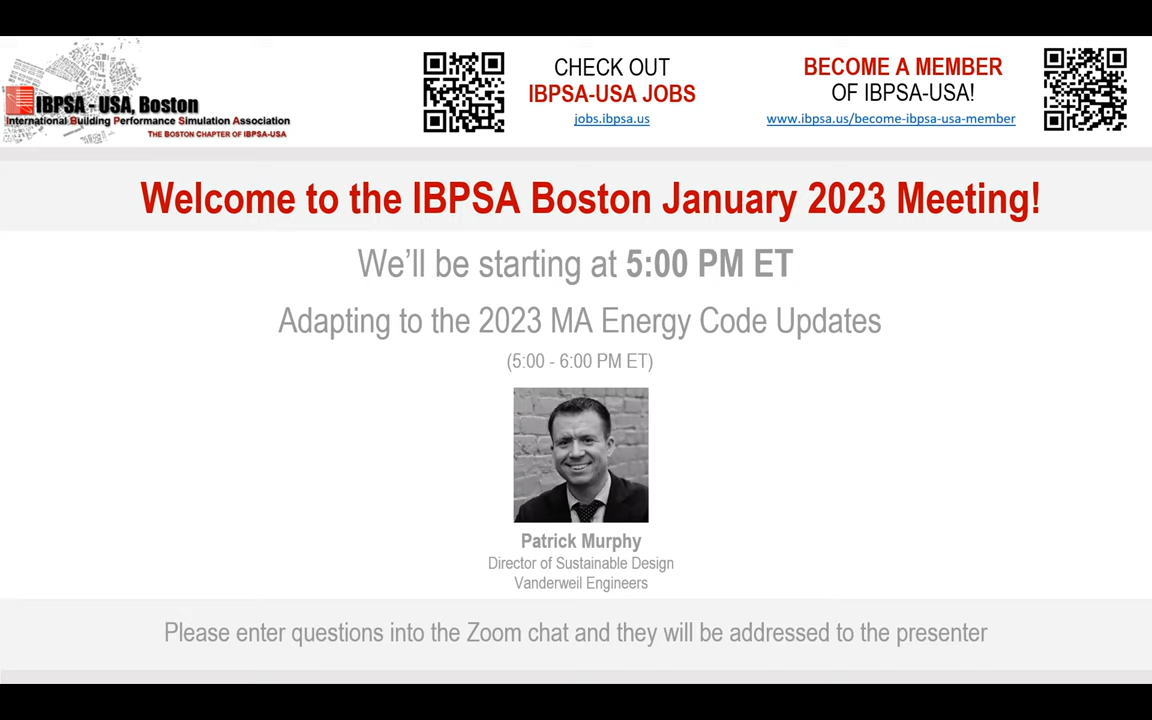 IBPSA - USA, Boston
International Building Performance Simulation Association
THE BOSTON CHAPTER OF IBPSA-USA
CHECK OUT
IBPSA-USA JOBS
jobs.ibpsa.us
BECOME A MEMBER
OF IBPSA-USA!
www.ibpsa.us/become-ibpsa-usa-member
Welcome to the IBPSA Boston January 2023 Meeting!
We'll be starting at 5:00 PM ET
Adapting to the 2023 MA Energy Code Updates
(5:00 - 6:00 PM ET)
Patrick Murphy
Director of Sustainable Design
Vanderweil Engineers
Please enter questions into the Zoom chat and they will be addressed to the presenter